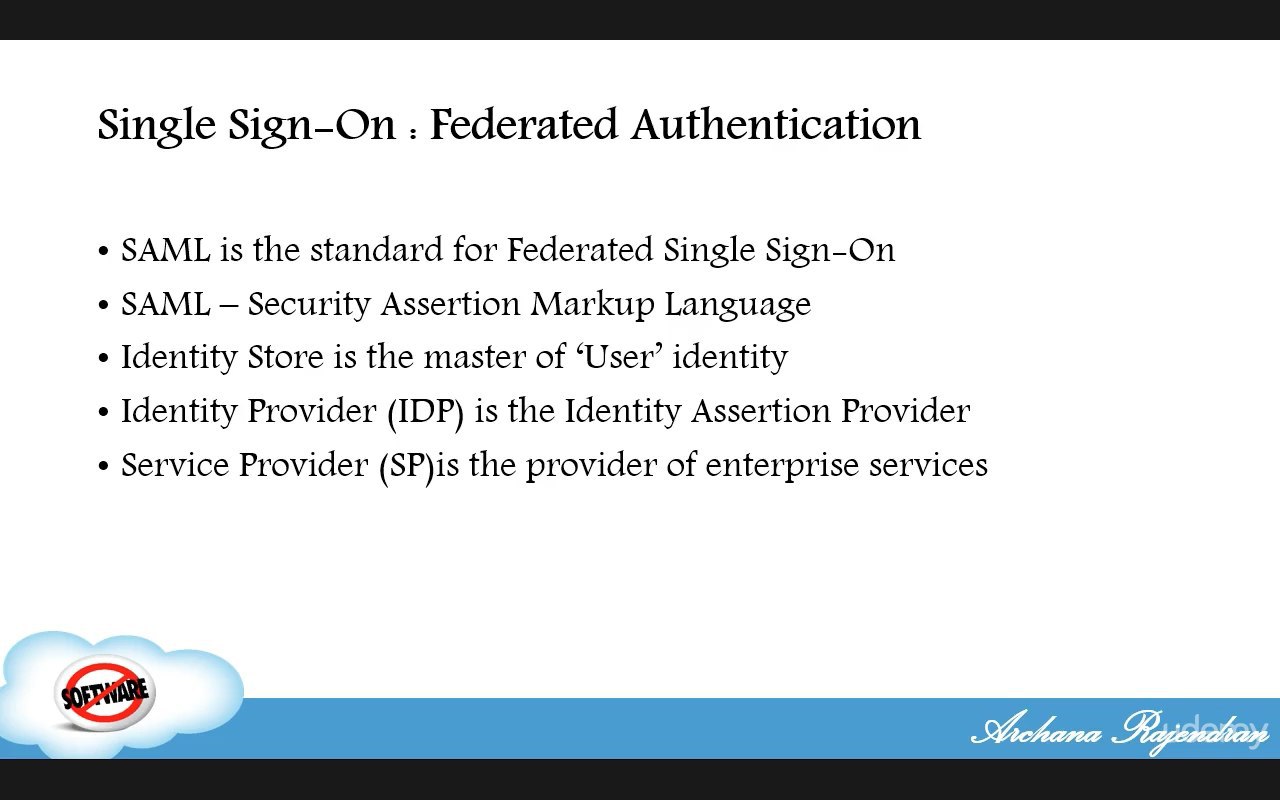 Single Sign-On : Federated Authentication
• SAML is the standard for Federated Single Sign-On
• SAML – Security Assertion Markup Language
• Identity Store is the master of ‘User’ identity
• Identity Provider (IDP) is the Identity Assertion Provider
• Service Provider (SP)is the provider of enterprise services
SOFTWARE
Archana Rajendran
udemy